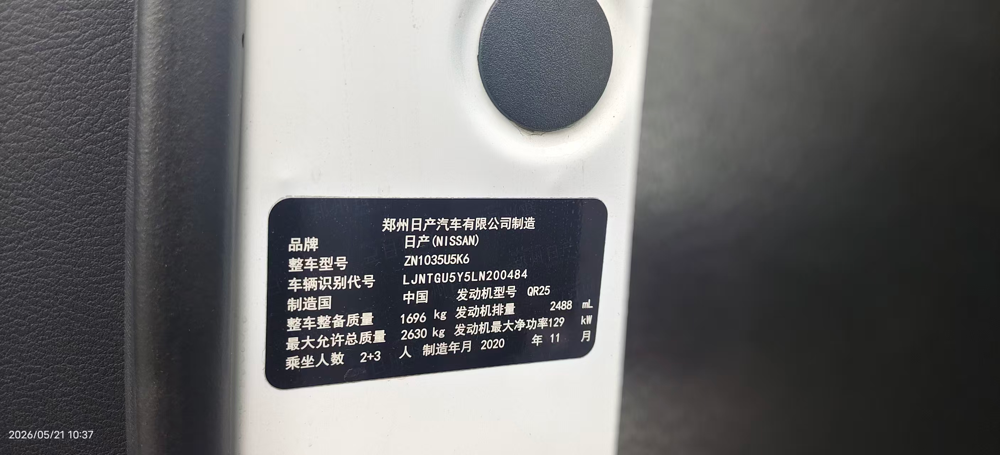 郑州日产汽车有限公司制造
品牌 日产(NISSAN)
整车型号 ZN1035U5K6
车辆识别代号 LJNTGU5Y5LN200484
制造国 中国 发动机型号 QR25
整车整备质量 1696 kg 发动机排量 2488 mL
最大允许总质量 2630 kg 发动机最大净功率129 kW
乘坐人数 2+3 人 制造年月 2020 年 11 月
2026/05/21 10:37